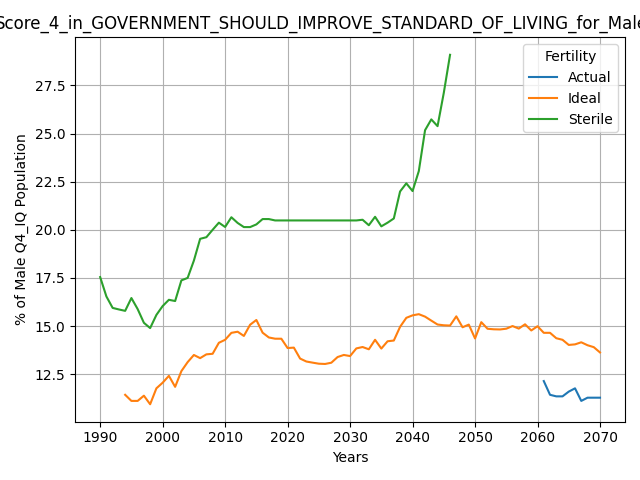 Score_4_in_GOVERNMENT_SHOULD_IMPROVE_STANDARD_OF_LIVING_for_Male
Fertility
Actual
Ideal
Sterile
% of Male Q4_IQ Population
27.5
25.0
22.5
20.0
17.5
15.0
12.5
1990 2000 2010 2020 2030 2040 2050 2060 2070
Years